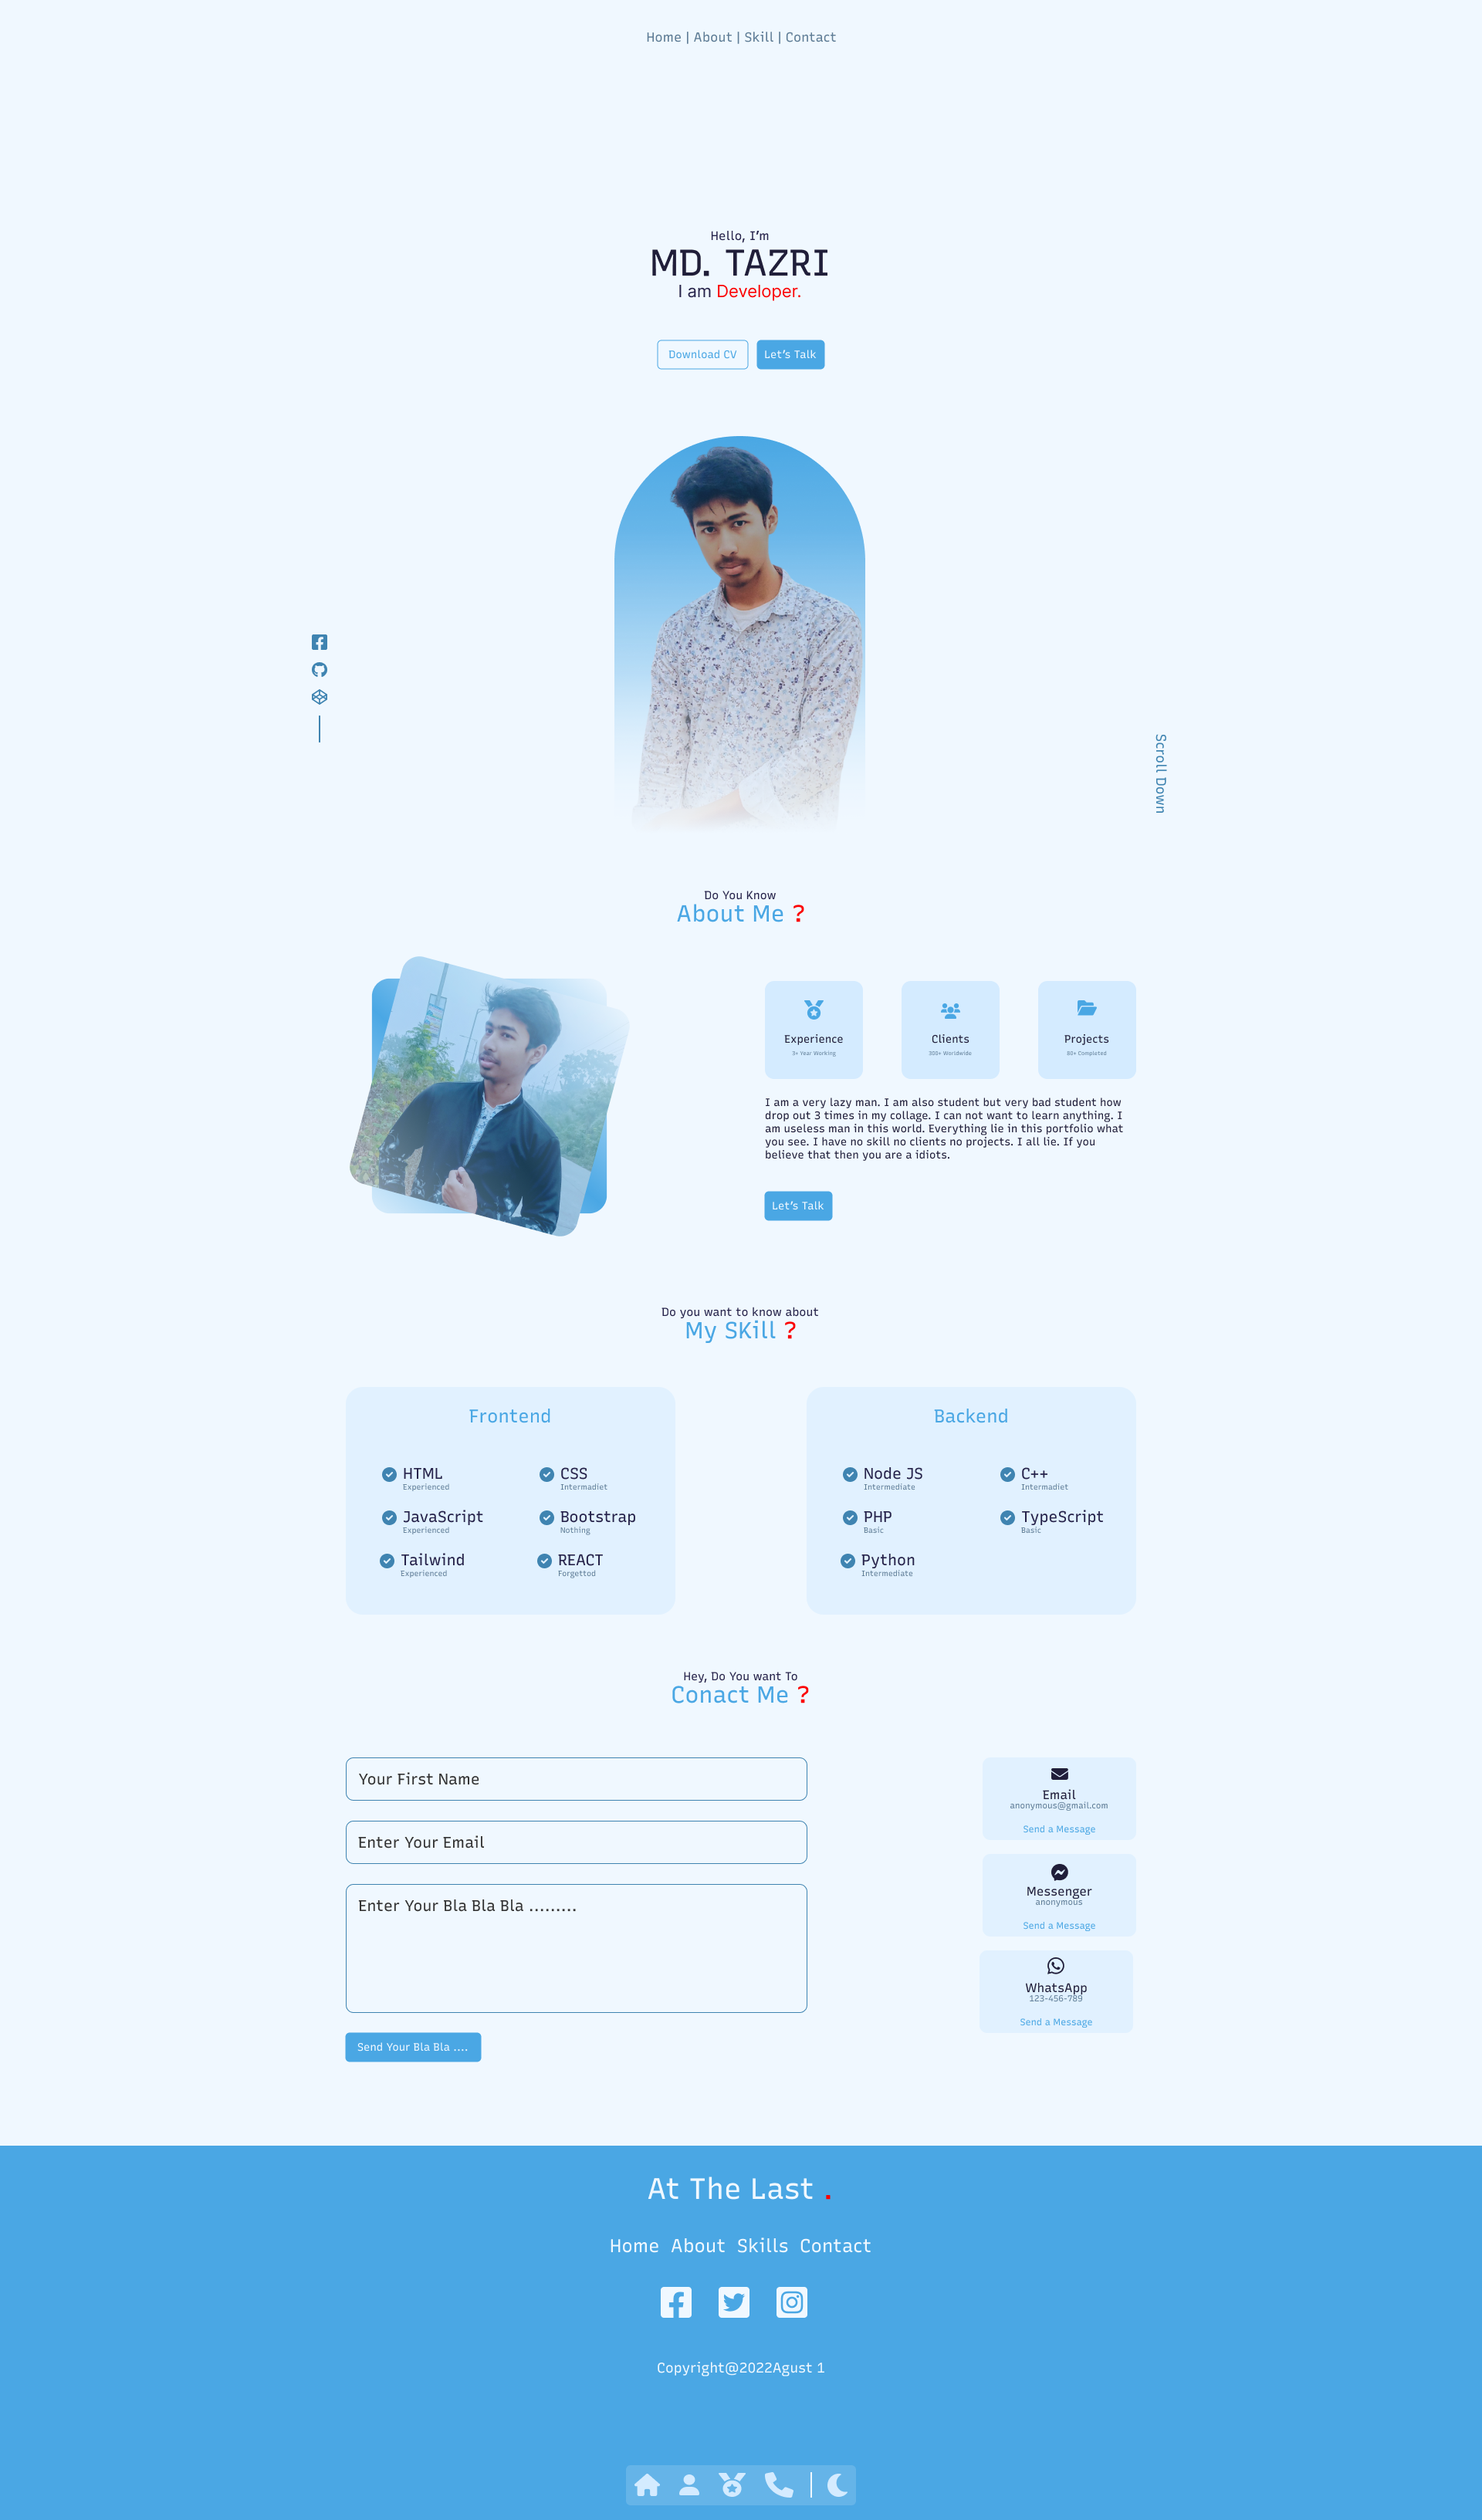 Home | About | Skill | Contact
Hello, I'm
MD. TAZRI
I am Developer.
Download CV
Let's Talk
Scroll Down
Do You Know
About Me ?
Experience
3+ Year Working
Clients
300+ Worldwide
Projects
80+ Completed
I am a very lazy man. I am also student but very bad student how
drop out 3 times in my collage. I can not want to learn anything. I
am useless man in this world. Everything lie in this portfolio what
you see. I have no skill no clients no projects. I all lie. If you
believe that then you are a idiots.
Let's Talk
Do you want to know about
My SKill ?
Frontend
HTML
Experienced
CSS
Intermadiet
JavaScript
Experienced
Bootstrap
Nothing
Tailwind
Experienced
REACT
Forgettod
Backend
Node JS
Intermediate
C++
Intermadiet
PHP
Basic
TypeScript
Basic
Python
Intermediate
Hey, Do You want To
Conact Me ?
Your First Name
Enter Your Email
Enter Your Bla Bla Bla .........
Send Your Bla Bla ....
Email
anonymous@gmail.com
Send a Message
Messenger
anonymous
Send a Message
WhatsApp
123-456-789
Send a Message
At The Last .
Home About Skills Contact
Copyright@2022Agust 1